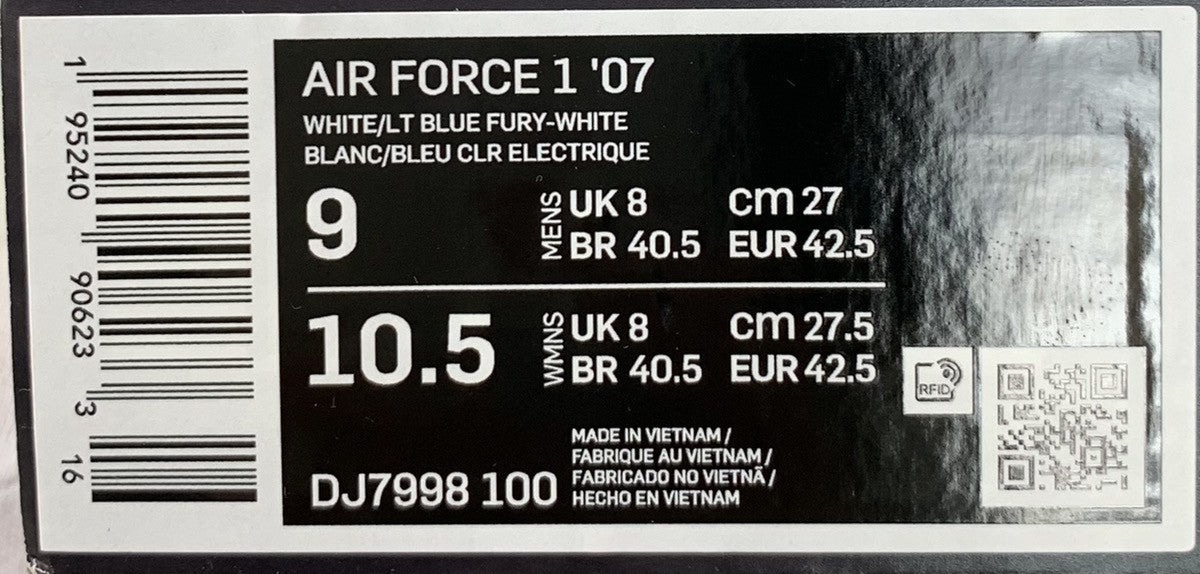 AIR FORCE 1 '07
WHITE/LT BLUE FURY-WHITE
BLANC/BLEU CLR ELECTRIQUE
9
MENS
UK 8 cm 27
BR 40.5 EUR 42.5
10.5
WMNS
UK 8 cm 27.5
BR 40.5 EUR 42.5
RFID
DJ7998 100
MADE IN VIETNAM /
FABRIQUE AU VIETNAM /
FABRICADO NO VIETNÃ /
HECHO EN VIETNAM
1 95240 90623 3 16